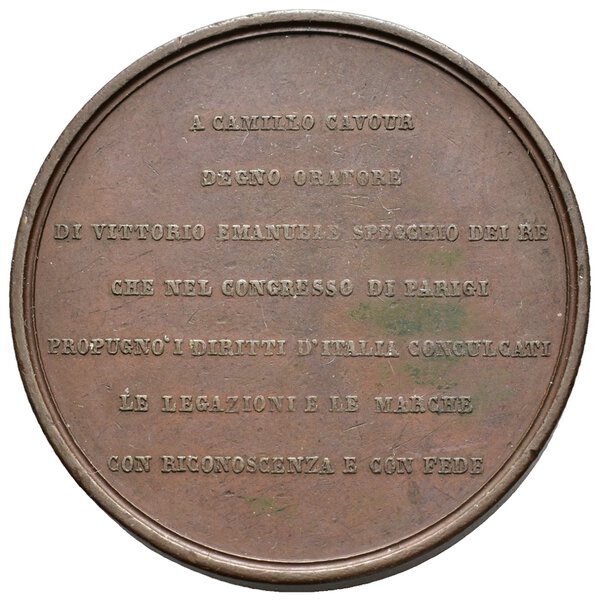 A CAMILLO CAVOUR
DEGNO ORATORE
DI VITTORIO EMANUELE SPECCHIO DEI RE
CHE NEL CONGRESSO DI PARIGI
PROPUGNO' I DIRITTI D'ITALIA CONCULCATI
LE LEGAZIONI E LE MARCHE
CON RICONOSCENZA E CON FEDE